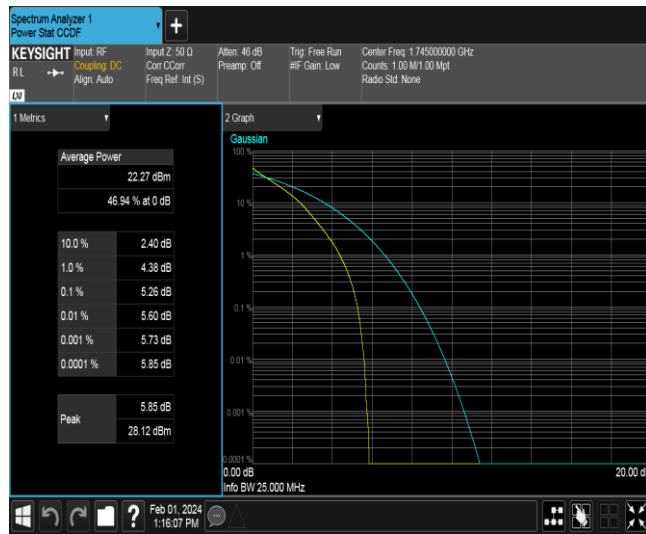 Spectrum Analyzer 1
Power Stat CCDF
+
KEYSIGHT
RL
LXI
Input: RF
Coupling: DC
Align: Auto
Input Z: 50 Ω
Corr CCorr
Freq Ref: Int (S)
Atten: 46 dB
Preamp: Off
Trig: Free Run
#IF Gain: Low
Center Freq: 1.745000000 GHz
Counts: 1.00 M/1.00 Mpt
Radio Std: None
1 Metrics
Average Power
22.27 dBm
46.94 % at 0 dB
10.0 % 2.40 dB
1.0 % 4.38 dB
0.1 % 5.26 dB
0.01 % 5.60 dB
0.001 % 5.73 dB
0.0001 % 5.85 dB
Peak
5.85 dB
28.12 dBm
2 Graph
Gaussian
100 %
10 %
1 %
0.1 %
0.01 %
0.001 %
0.0001 %
0.00 dB
20.00 d
Info BW 25.000 MHz
?
Feb 01, 2024
1:16:07 PM